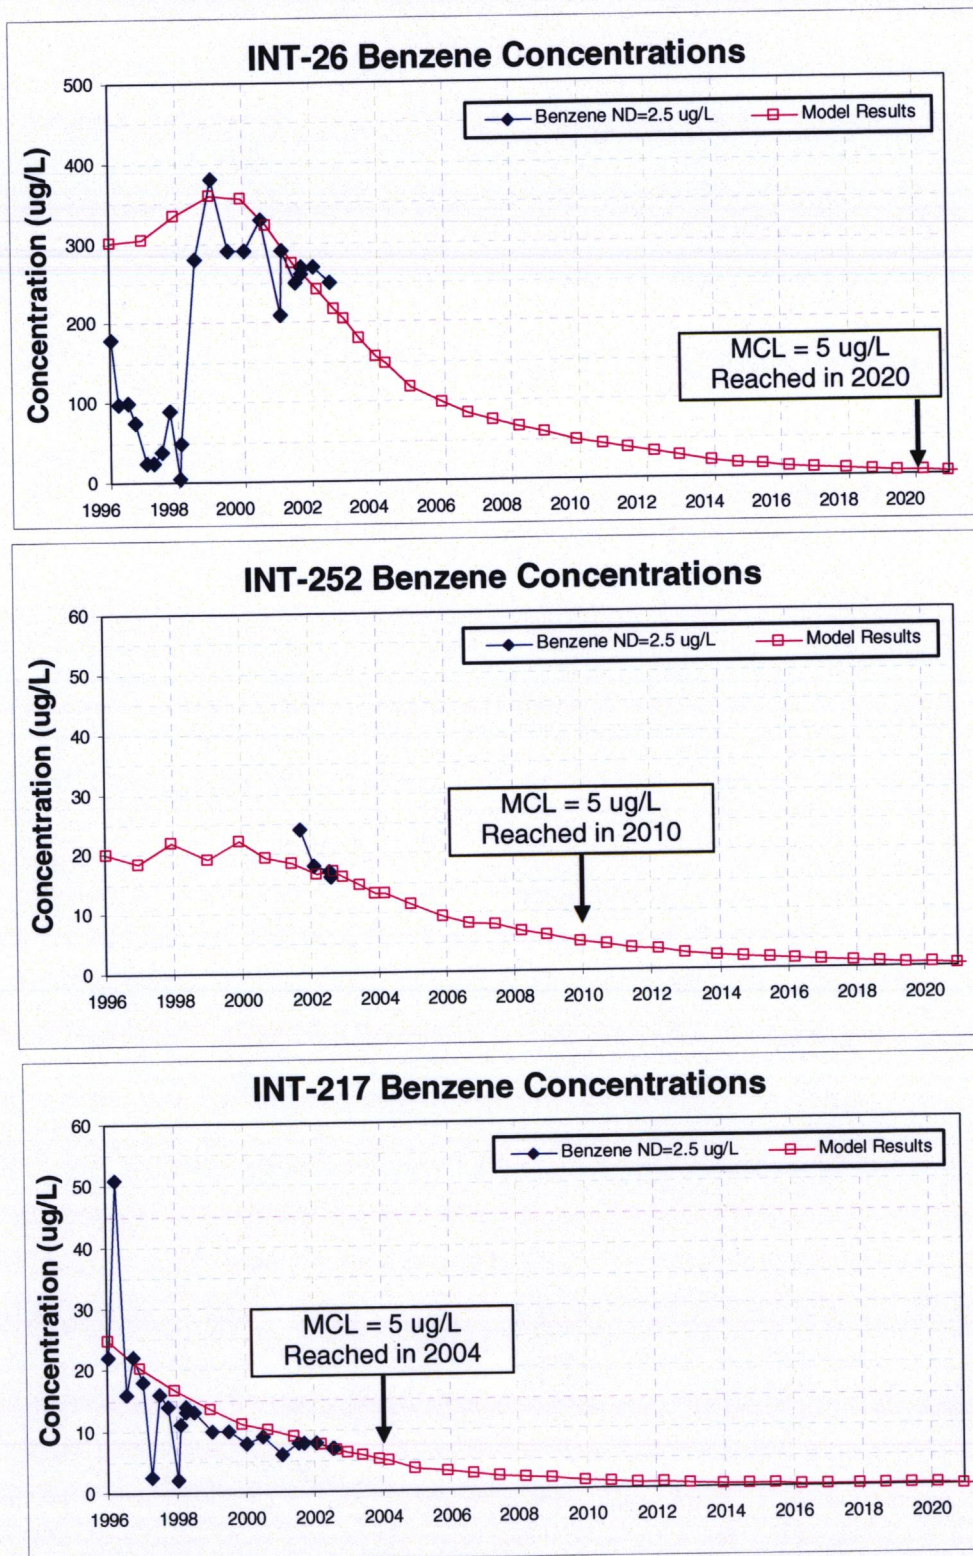 INT-26 Benzene Concentrations
Concentration (ug/L)
500
400
300
200
100
0
Benzene ND=2.5 ug/L Model Results
MCL = 5 ug/L
Reached in 2020
1996 1998 2000 2002 2004 2006 2008 2010 2012 2014 2016 2018 2020
INT-252 Benzene Concentrations
Concentration (ug/L)
60
50
40
30
20
10
0
Benzene ND=2.5 ug/L Model Results
MCL = 5 ug/L
Reached in 2010
1996 1998 2000 2002 2004 2006 2008 2010 2012 2014 2016 2018 2020
INT-217 Benzene Concentrations
Concentration (ug/L)
60
50
40
30
20
10
0
Benzene ND=2.5 ug/L Model Results
MCL = 5 ug/L
Reached in 2004
1996 1998 2000 2002 2004 2006 2008 2010 2012 2014 2016 2018 2020